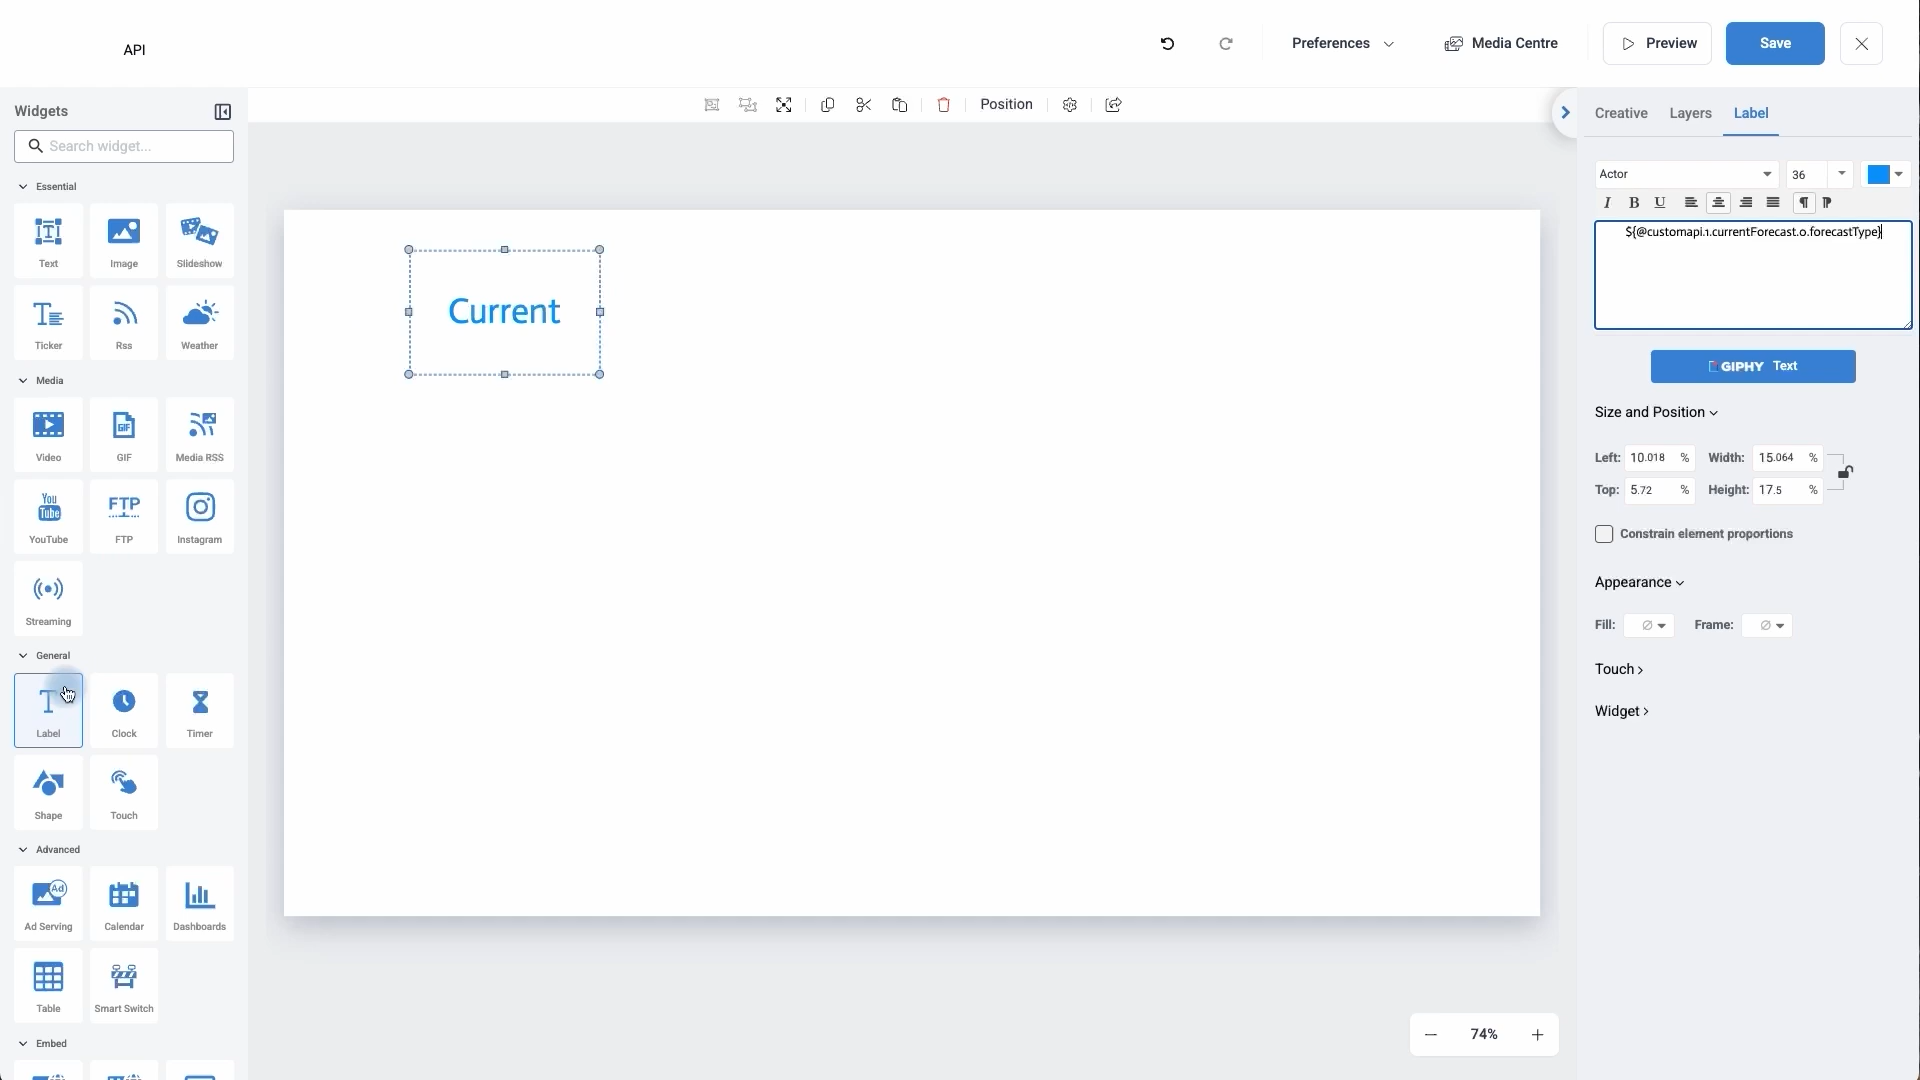 API
Preferences
Media Centre
Preview
Save
Widgets
Search widget...
Position
Creative
Layers
Label
Essential
Actor
36
Text
Image
Slideshow
I
B
U
${@customapi.1.currentForecast.0.forecastType}
Current
Ticker
Rss
Weather
GIPHY Text
Media
Size and Position
Video
GIF
Media RSS
Left: 10.018 %
Width: 15.064 %
Top: 5.72 %
Height: 17.5 %
You
Tube
FTP
YouTube
FTP
Instagram
Constrain element proportions
Appearance
Streaming
Fill:
Frame:
General
Touch
Label
Clock
Timer
Widget
Shape
Touch
Advanced
Ad
Ad Serving
Calendar
Dashboards
Table
Smart Switch
74%
Embed